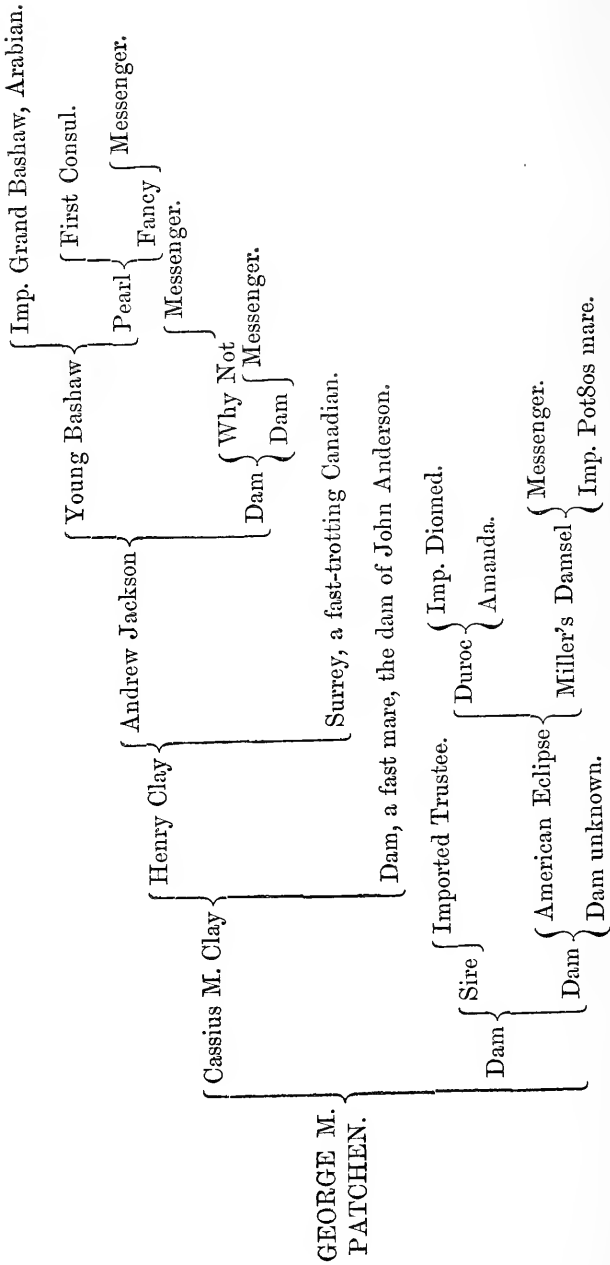 Imp. Grand Bashaw, Arabian.
Young Bashaw
First Consul.
Pearl
Fancy
Messenger.
Andrew Jackson
Messenger.
Why Not
Dam
Messenger.
Dam
Henry Clay
Surrey, a fast-trotting Canadian.
Cassius M. Clay
Dam, a fast mare, the dam of John Anderson.
GEORGE M.
PATCHEN.
Imported Trustee.
Sire
Dam
Imp. Diomed.
Duroc
Amanda.
American Eclipse
Messenger.
Miller's Damsel
Imp. Pot8os mare.
Dam
Dam unknown.